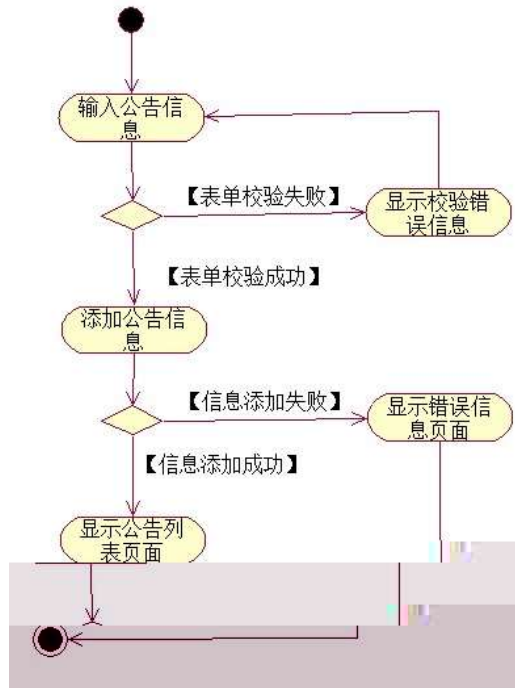 输入公告信
息
【表单校验失败】
显示校验错
误信息
【表单校验成功】
添加公告信
息
【信息添加失败】
显示错误信
息页面
【信息添加成功】
显示公告列
表页面